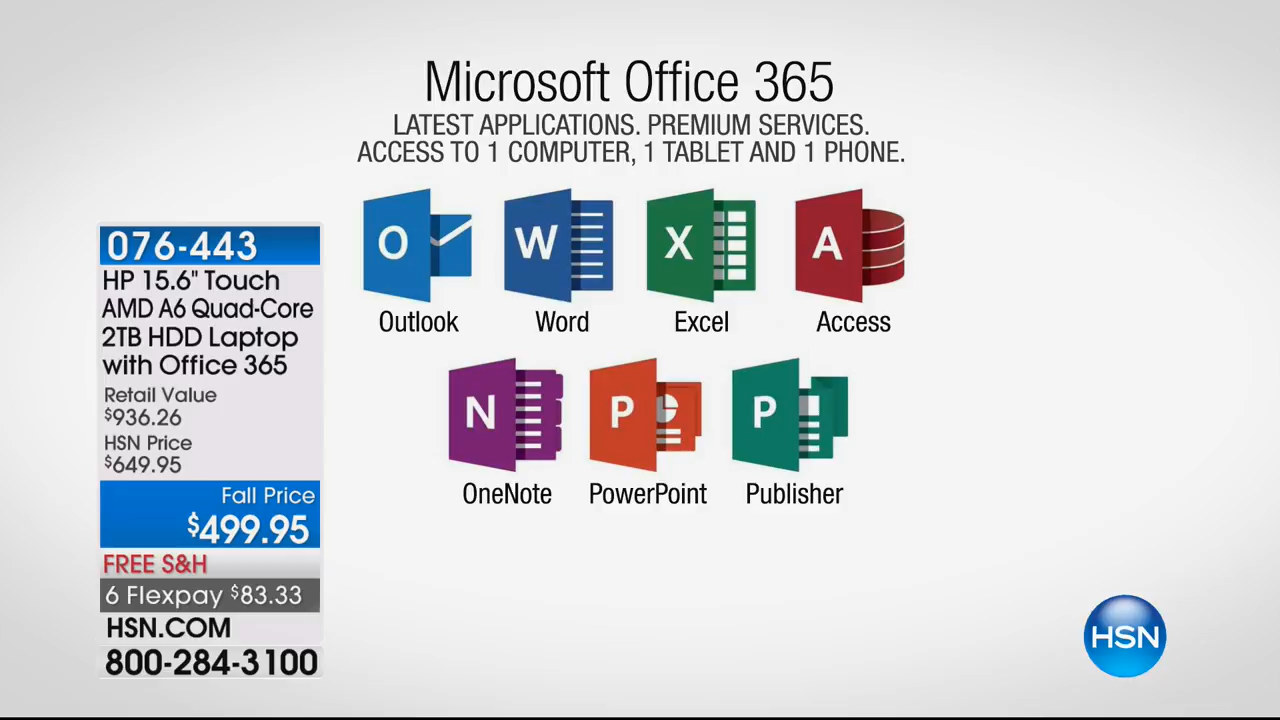 Microsoft Office 365
LATEST APPLICATIONS. PREMIUM SERVICES.
ACCESS TO 1 COMPUTER, 1 TABLET AND 1 PHONE.
O
W
X
A
Outlook
Word
Excel
Access
N
P
P
OneNote
PowerPoint
Publisher
076-443
HP 15.6" Touch
AMD A6 Quad-Core
2TB HDD Laptop
with Office 365
Retail Value
$936.26
HSN Price
$649.95
Fall Price
$499.95
FREE S&H
6 Flexpay $83.33
HSN.COM
800-284-3100
HSN